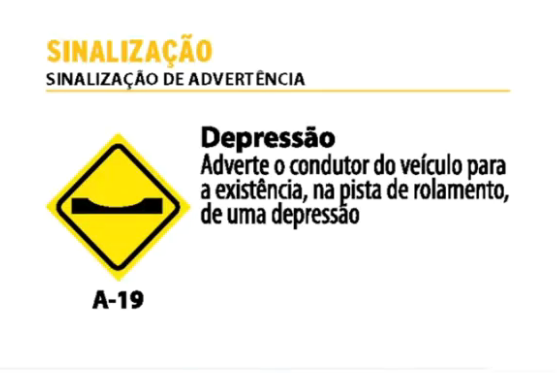 SINALIZAÇÃO
SINALIZAÇÃO DE ADVERTÊNCIA
Depressão
Adverte o condutor do veículo para
a existência, na pista de rolamento,
de uma depressão
A-19